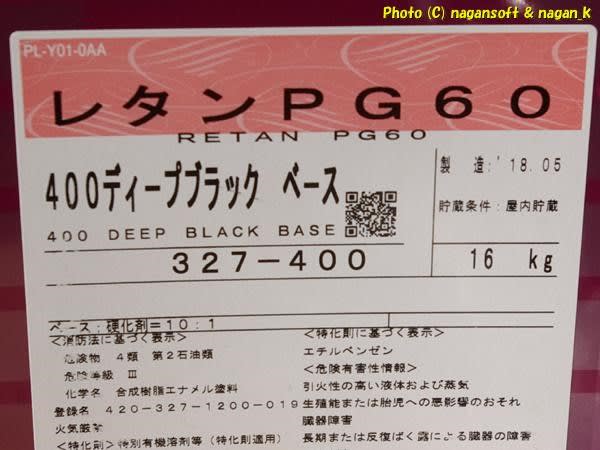 Photo (C) nagansoft & nagan_k
PL-Y01-0AA
レタンPG60
RETAN PG60
400ディープブラック ベース
400 DEEP BLACK BASE
327-400
製 造:'18.05
貯蔵条件:屋内貯蔵
16 kg
ベース:硬化剤=10:1
<消防法に基づく表示>
危険物 4類 第2石油類
危険等級 Ⅲ
化学名 合成樹脂エナメル塗料
登録名 420-327-1200-019
火気厳禁
<特化則> 特別有機溶剤等(特化則適用)
<特化則に基づく表示>
エチルベンゼン
<危険有害性情報>
引火性の高い液体および蒸気
生殖能または胎児への悪影響のおそれ
臓器障害
長期または反復ばく露による臓器の障害